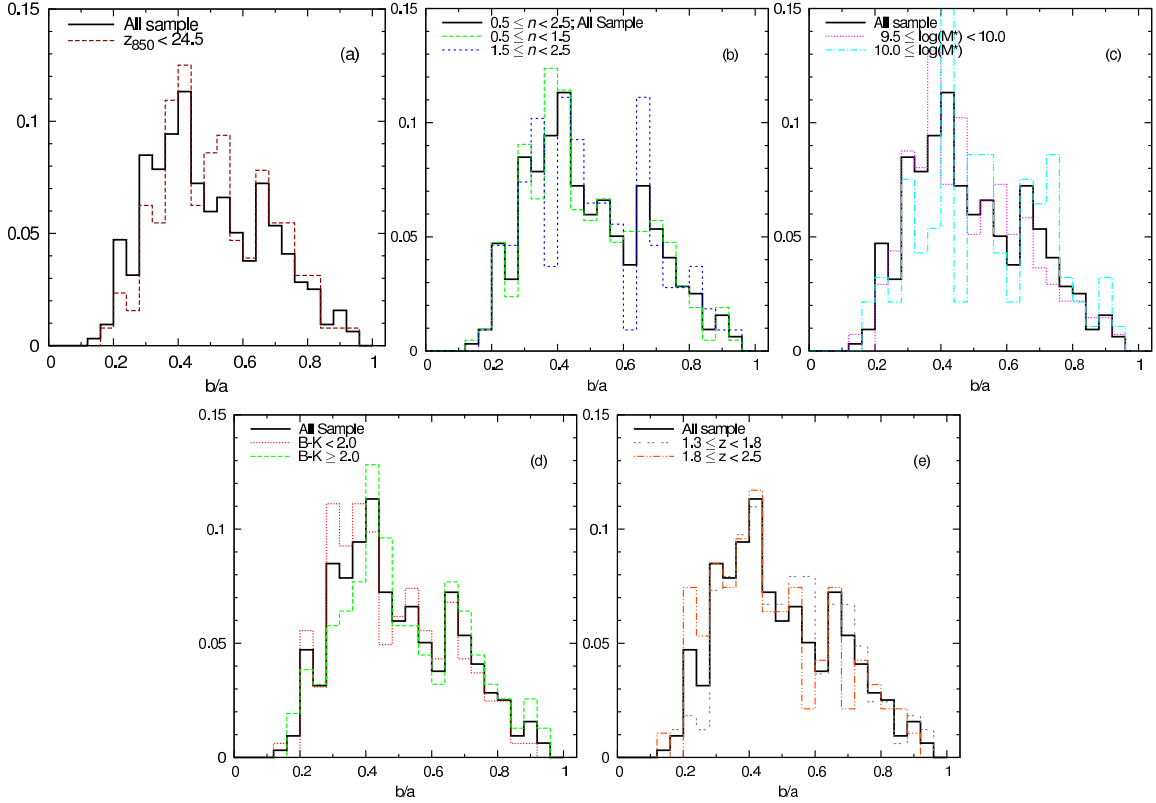 0.15
All sample
z850 < 24.5
(a)
0.1
0.05
0
0 0.2 0.4 0.6 0.8 1
b/a
0.15
0.5 ≤ n < 2.5; All Sample
0.5 ≤ n < 1.5
1.5 ≤ n < 2.5
(b)
0.1
0.05
0
0 0.2 0.4 0.6 0.8 1
b/a
0.15
All sample
9.5 ≤ log(M*) < 10.0
10.0 ≤ log(M*)
(c)
0.1
0.05
0
0 0.2 0.4 0.6 0.8 1
b/a
0.15
All Sample
B-K < 2.0
B-K ≥ 2.0
(d)
0.1
0.05
0
0 0.2 0.4 0.6 0.8 1
b/a
0.15
All sample
1.3 ≤ z < 1.8
1.8 ≤ z < 2.5
(e)
0.1
0.05
0
0 0.2 0.4 0.6 0.8 1
b/a